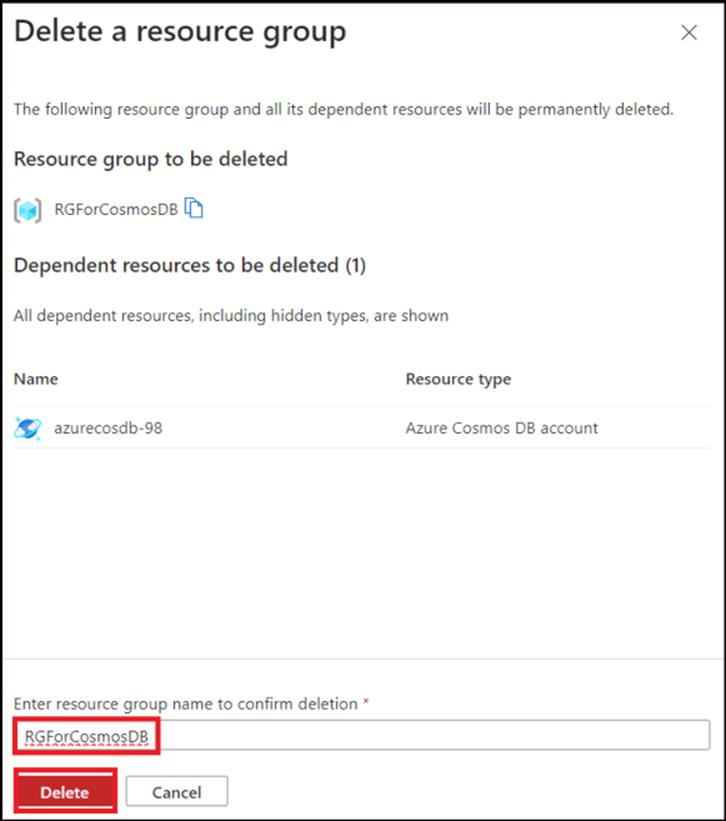 Delete a resource group
The following resource group and all its dependent resources will be permanently deleted.
Resource group to be deleted
RGForCosmosDB
Dependent resources to be deleted (1)
All dependent resources, including hidden types, are shown
Name Resource type
azurecosdb-98 Azure Cosmos DB account
Enter resource group name to confirm deletion *
RGForCosmosDB
Delete Cancel